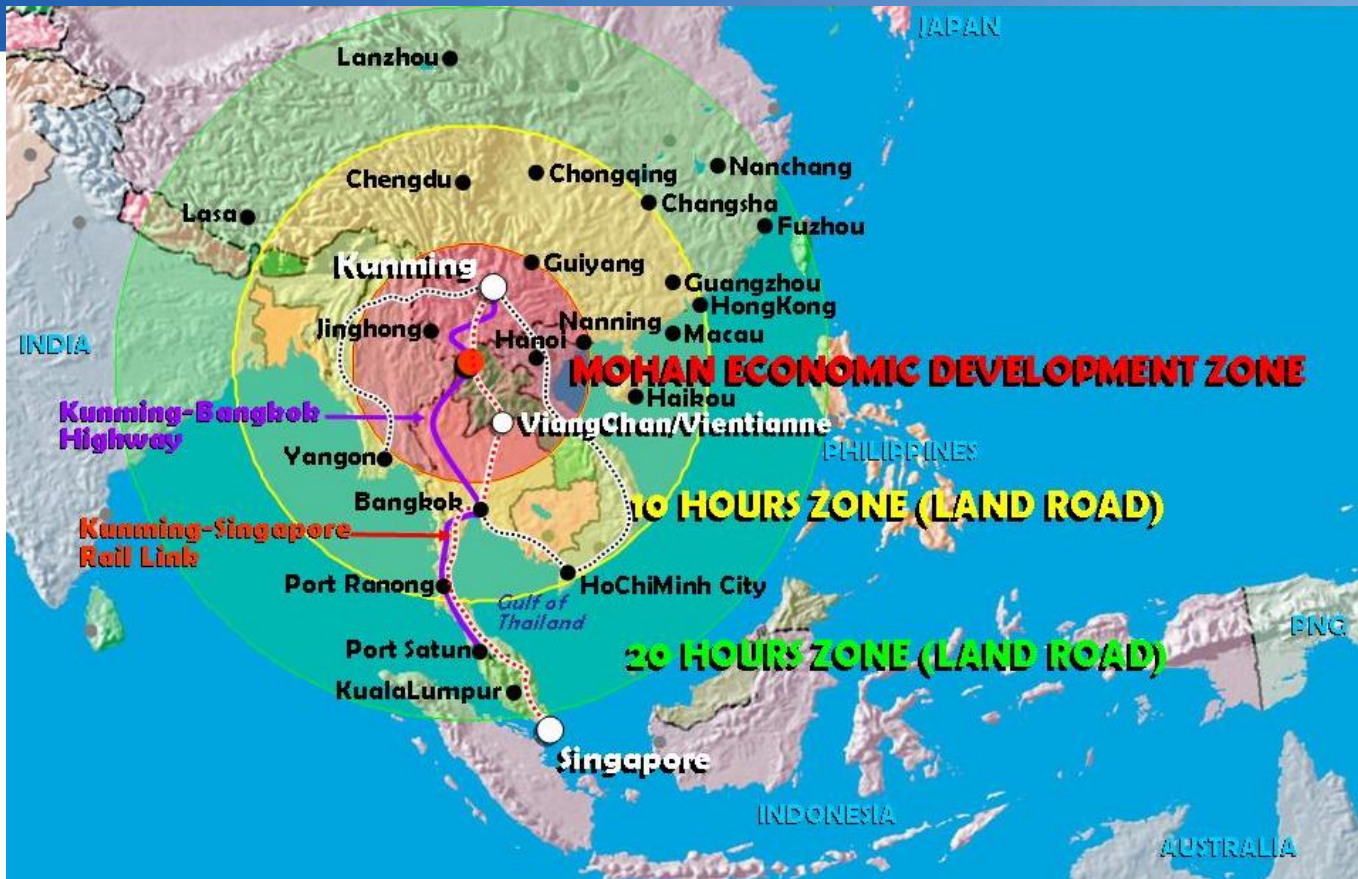 JAPAN
Lanzhou
Nanchang
Chongqing
Chengdu
Changsha
Lasa
Fuzhou
Kunming
Guiyang
Guangzhou
HongKong
Jinghong
Nanning
Macau
Hanoi
INDIA
MOHAN ECONOMIC DEVELOPMENT ZONE
Haikou
Kunming-Bangkok
Highway
ViangChan/Vientianne
PHILIPPINES
Yangon
Bangkok
10 HOURS ZONE (LAND ROAD)
Kunming-Singapore
Rail Link
Port Ranong
HoChiMinh City
Gulf of
Thailand
PNG
Port Satun
20 HOURS ZONE (LAND ROAD)
KualaLumpur
Singapore
INDONESIA
AUSTRALIA